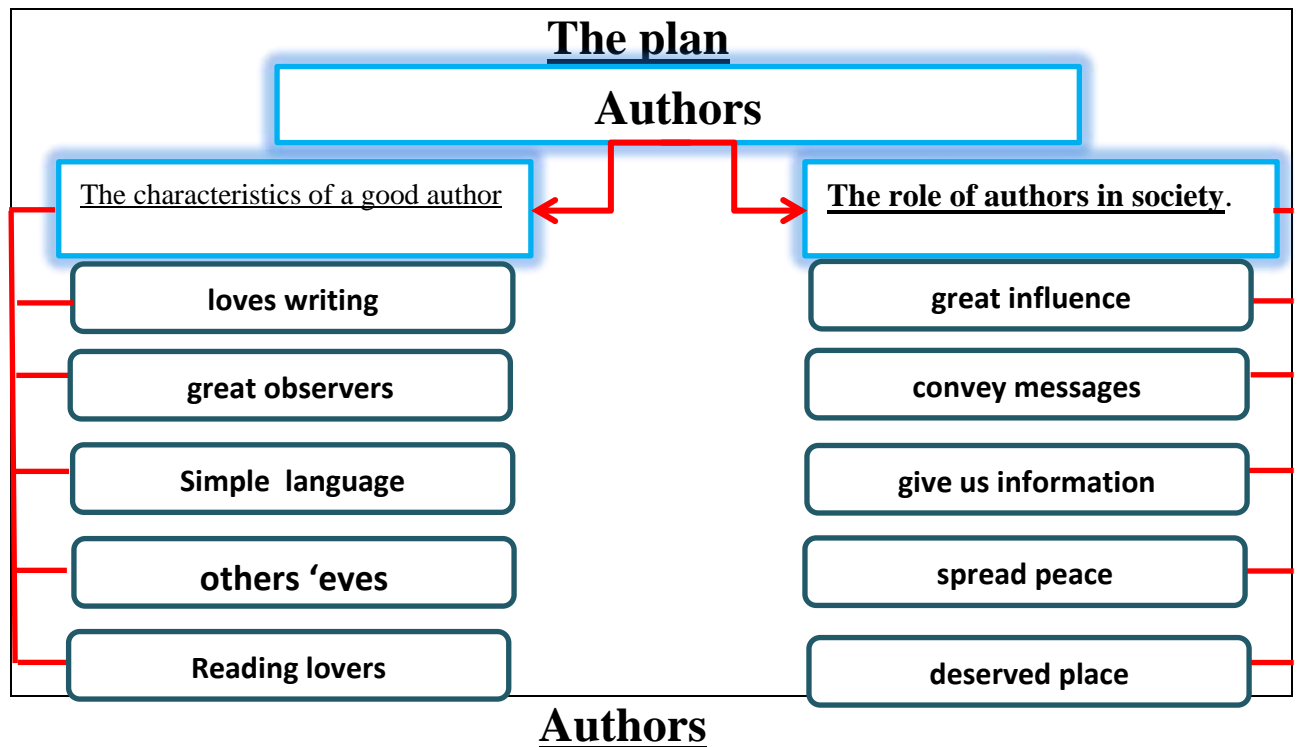 The plan
Authors
The characteristics of a good author
loves writing
great observers
Simple  language
others ‘eves
Reading lovers
The role of authors in society.
great influence
convey messages
give us information
spread peace
deserved place
Authors